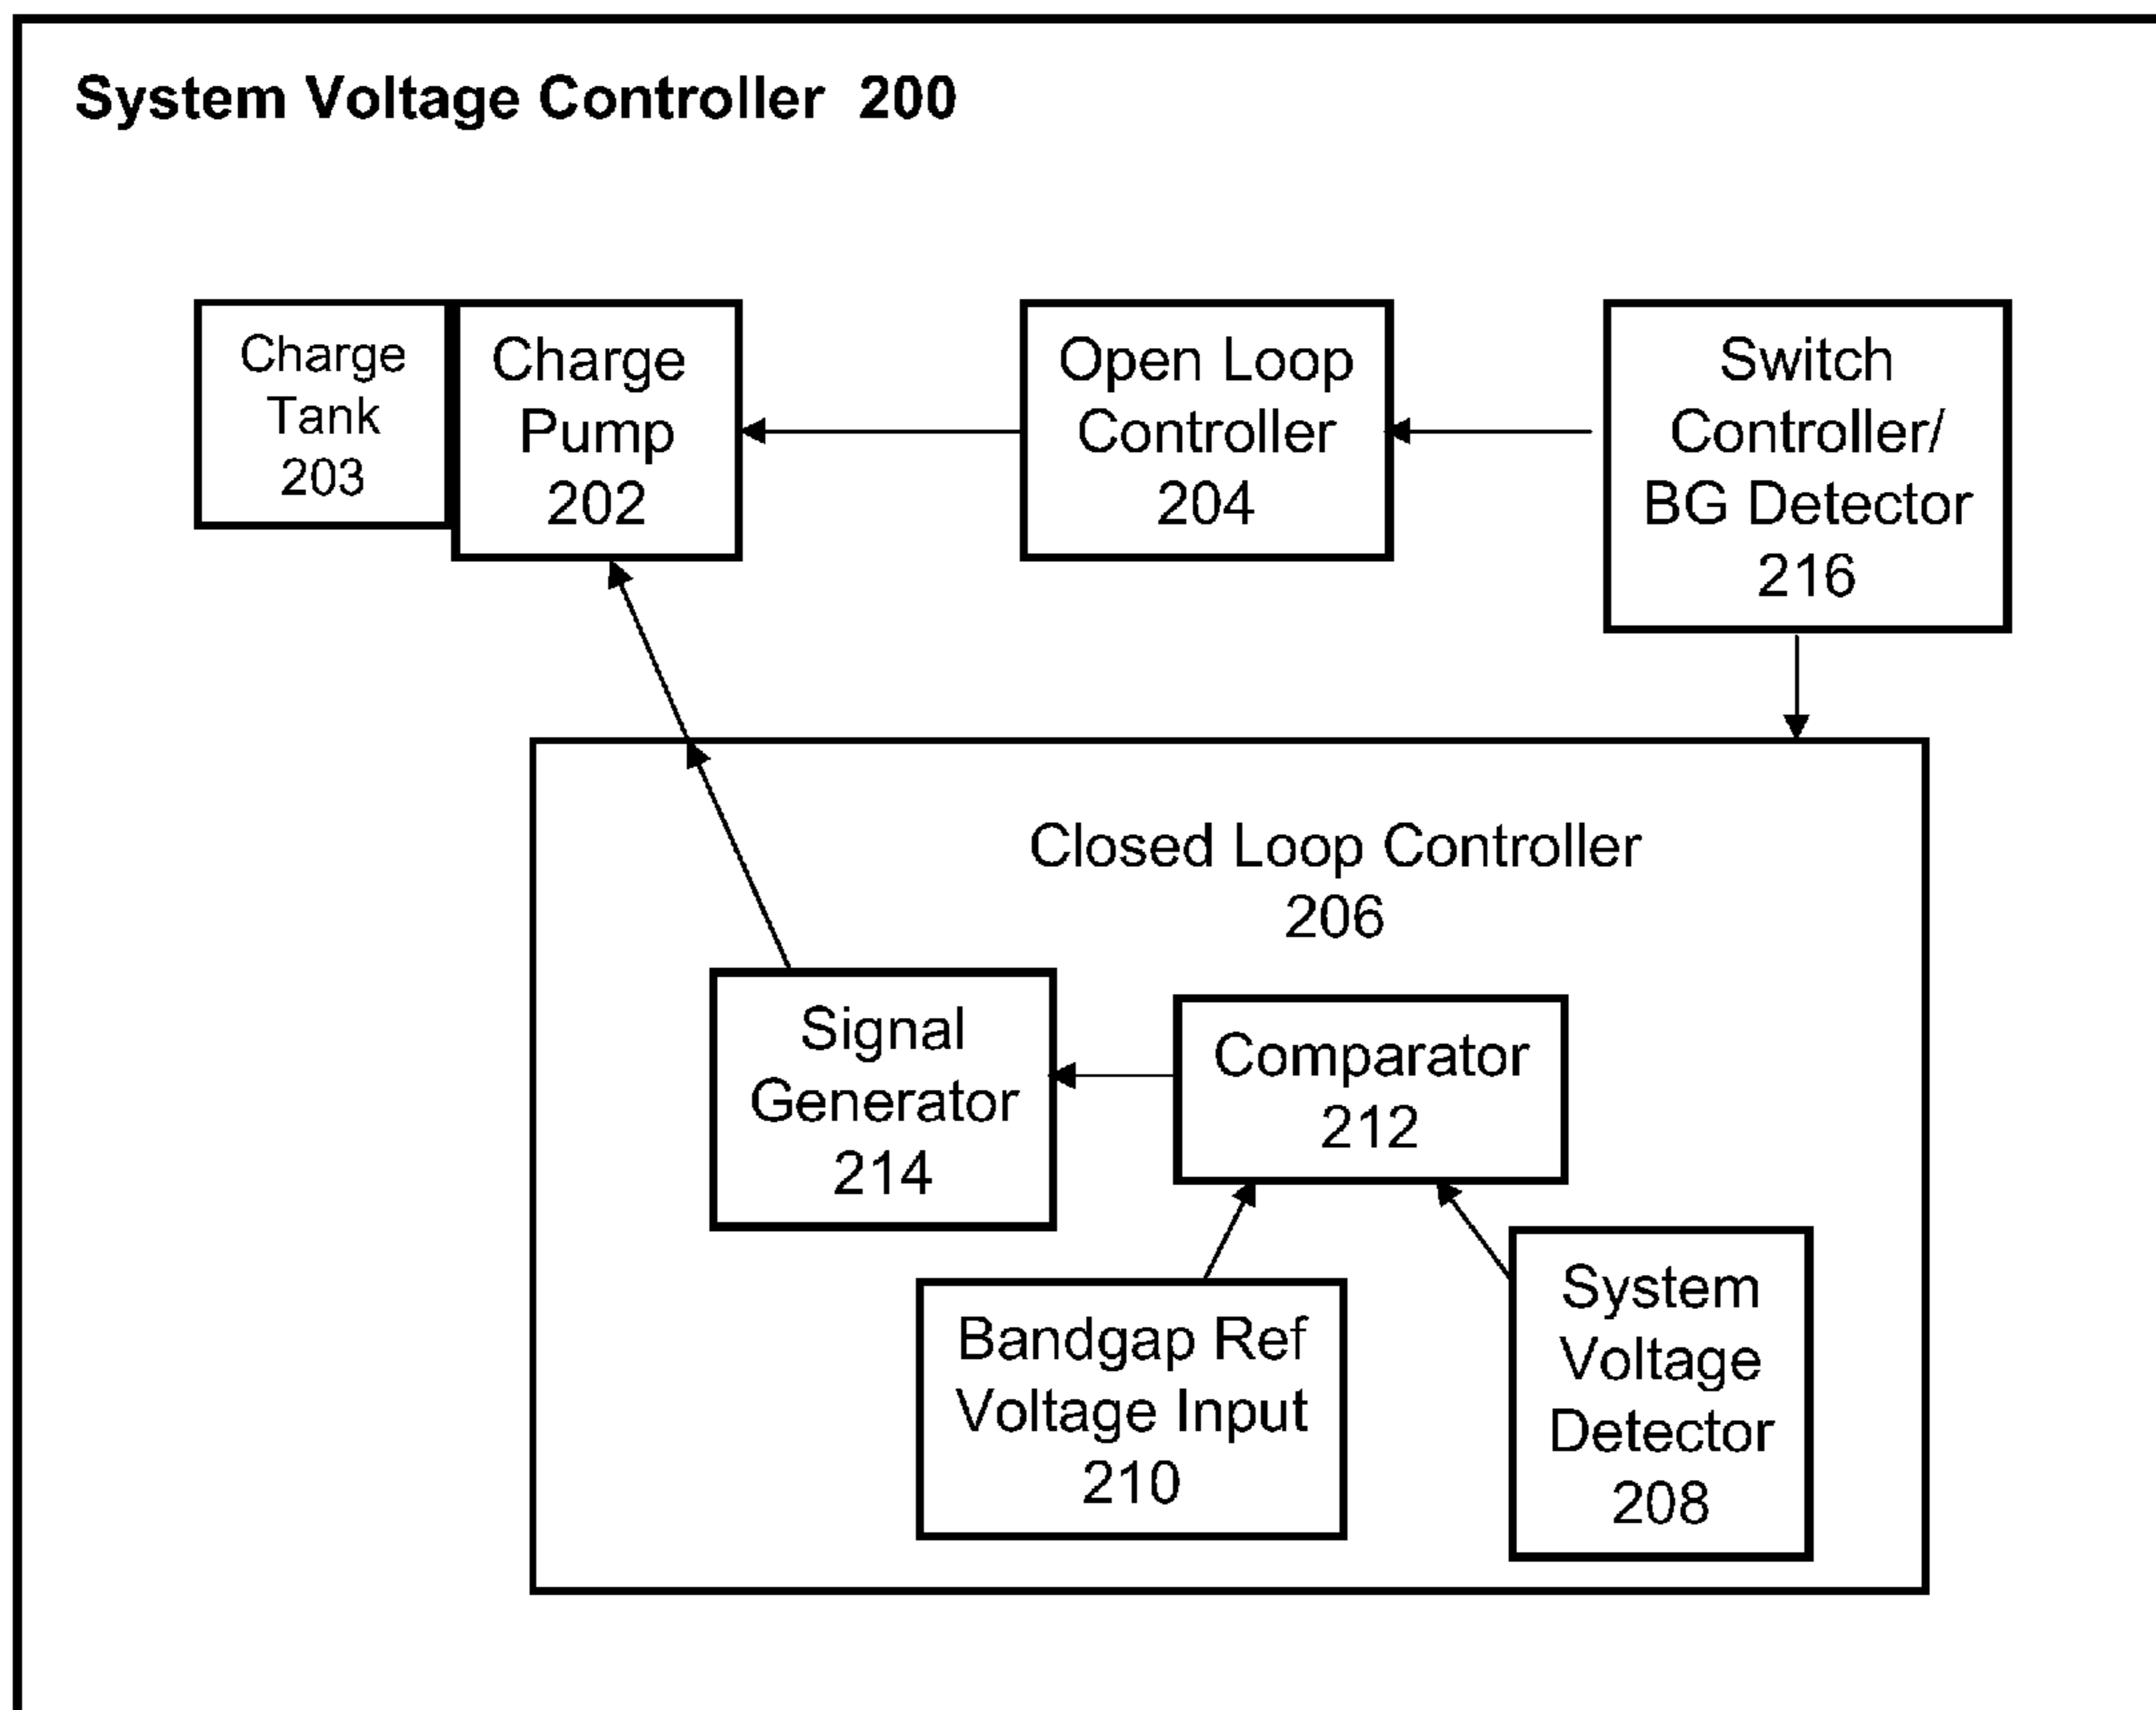 System Voltage Controller 200
Charge
Tank
203
Charge
Pump
202
Open Loop
Controller
204
Switch
Controller/
BG Detector
216
Closed Loop Controller
206
Signal
Generator
214
Comparator
212
Bandgap Ref
Voltage Input
210
System
Voltage
Detector
208